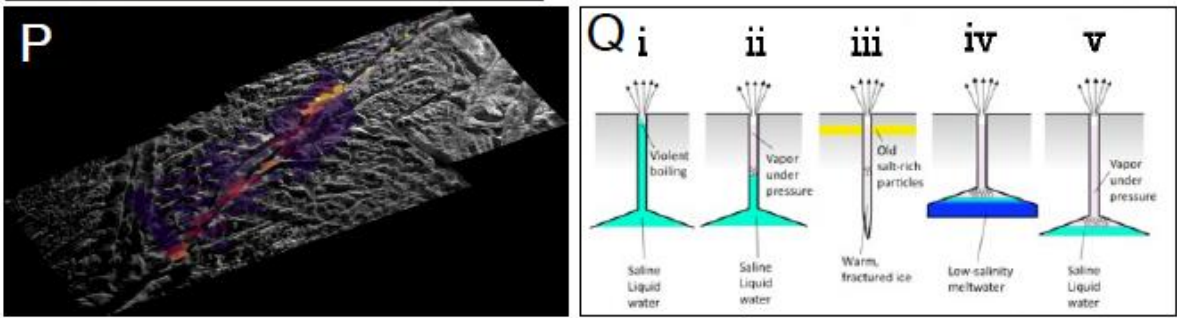 P
Q
i
ii
iii
iv
v
Violent
boiling
Vapor
under
pressure
Old
salt-rich
particles
Vapor
under
pressure
Saline
Liquid
water
Saline
Liquid
water
Warm,
fractured ice
Low-salinity
meltwater
Saline
Liquid
water